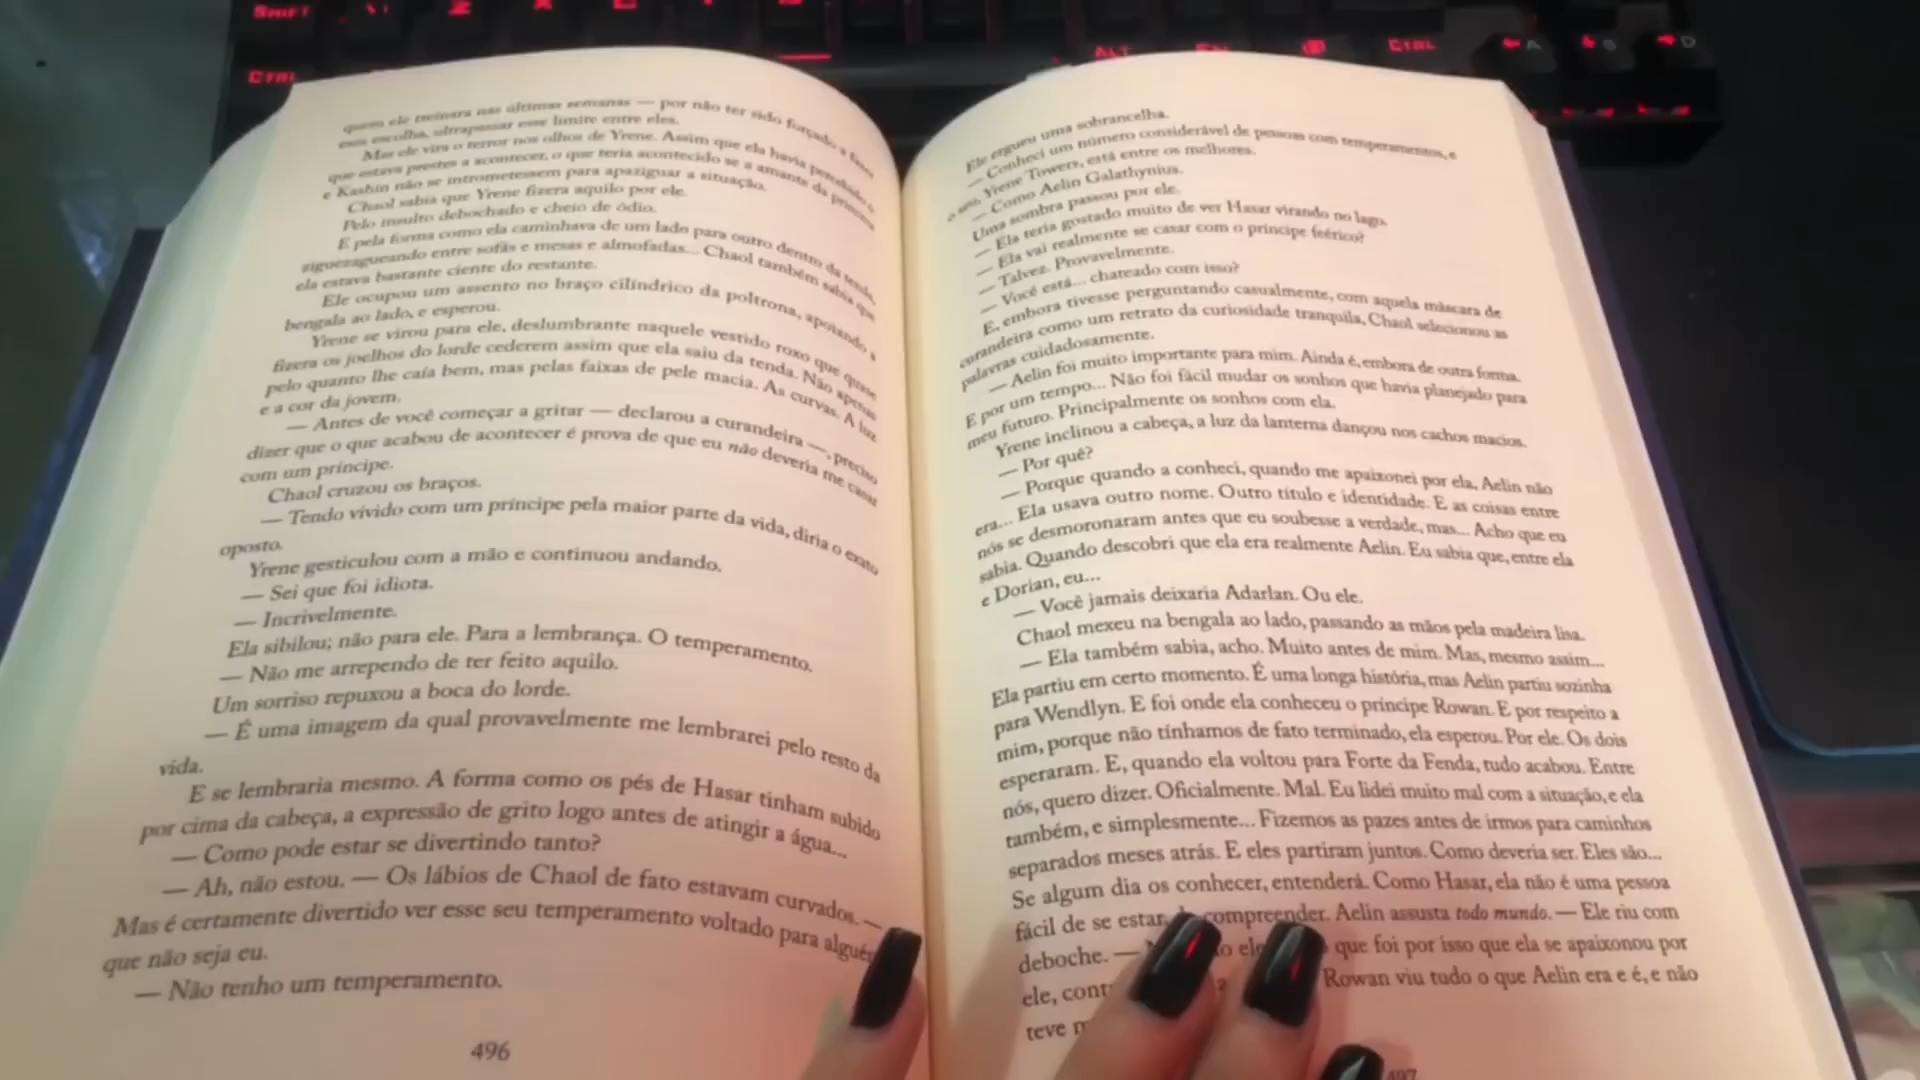 SHIFT
CTRL
ALT
CTRL
A
S
D
quem ele treinara nas últimas semanas — por não ter sido forçado a fazer
essa escolha, ultrapassar esse limite entre eles.
Mas ele vira o terror nos olhos de Yrene. Assim que ela havia percebido o
que estava prestes a acontecer, o que teria acontecido se a amante da princesa
e Kashin não se intrometessem para apaziguar a situação.
Chaol sabia que Yrene fizera aquilo por ele.
Pelo insulto debochado e cheio de ódio.
E pela forma como ela caminhava de um lado para outro dentro da tenda,
ziguezagueando entre sofás e mesas e almofadas... Chaol também sabia que
ela estava bastante ciente do restante.
Ele ocupou um assento no braço cilíndrico da poltrona, apoiando a
bengala ao lado, e esperou.
Yrene se virou para ele, deslumbrante naquele vestido roxo que quase
fizera os joelhos do lorde cederem assim que ela saiu da tenda. Não apenas
pelo quanto lhe caía bem, mas pelas faixas de pele macia. As curvas. A luz
e a cor da jovem.
— Antes de você começar a gritar — declarou a curandeira —, preciso
dizer que o que acabou de acontecer é prova de que eu não deveria me casar
com um príncipe.
Chaol cruzou os braços.
— Tendo vivido com um príncipe pela maior parte da vida, diria o exato
oposto.
Yrene gesticulou com a mão e continuou andando.
— Sei que foi idiota.
— Incrivelmente.
Ela sibilou; não para ele. Para a lembrança. O temperamento.
— Não me arrependo de ter feito aquilo.
Um sorriso repuxou a boca do lorde.
— É uma imagem da qual provavelmente me lembrarei pelo resto da
vida.
E se lembraria mesmo. A forma como os pés de Hasar tinham subido
por cima da cabeça, a expressão de grito logo antes de atingir a água...
— Como pode estar se divertindo tanto?
— Ah, não estou. — Os lábios de Chaol de fato estavam curvados. —
Mas é certamente divertido ver esse seu temperamento voltado para alguém
que não seja eu.
— Não tenho um temperamento.
496
Ele ergueu uma sobrancelha.
— Conheci um número considerável de pessoas com temperamentos, e
o seu, Yrene Towers, está entre os melhores.
— Como Aelin Galathynius.
Uma sombra passou por ele.
— Ela teria gostado muito de ver Hasar virando no lago.
— Ela vai realmente se casar com o príncipe feérico?
— Talvez. Provavelmente.
— Você está... chateado com isso?
E, embora tivesse perguntando casualmente, com aquela máscara de
curandeira como um retrato da curiosidade tranquila, Chaol selecionou as
palavras cuidadosamente.
— Aelin foi muito importante para mim. Ainda é, embora de outra forma.
E por um tempo... Não foi fácil mudar os sonhos que havia planejado para
meu futuro. Principalmente os sonhos com ela.
Yrene inclinou a cabeça, a luz da lanterna dançou nos cachos macios.
— Por quê?
— Porque quando a conheci, quando me apaixonei por ela, Aelin não
era... Ela usava outro nome. Outro título e identidade. E as coisas entre
nós se desmoronaram antes que eu soubesse a verdade, mas... Acho que eu
sabia. Quando descobri que ela era realmente Aelin. Eu sabia que, entre ela
e Dorian, eu...
— Você jamais deixaria Adarlan. Ou ele.
Chaol mexeu na bengala ao lado, passando as mãos pela madeira lisa.
— Ela também sabia, acho. Muito antes de mim. Mas, mesmo assim...
Ela partiu em certo momento. É uma longa história, mas Aelin partiu sozinha
para Wendlyn. E foi onde ela conheceu o príncipe Rowan. E por respeito a
mim, porque não tínhamos de fato terminado, ela esperou. Por ele. Os dois
esperaram. E, quando ela voltou para Forte da Fenda, tudo acabou. Entre
nós, quero dizer. Oficialmente. Mal. Eu lidei muito mal com a situação, e ela
também, e simplesmente... Fizemos as pazes antes de irmos para caminhos
separados meses atrás. E eles partiram juntos. Como deveria ser. Eles são...
Se algum dia os conhecer, entenderá. Como Hasar, ela não é uma pessoa
fácil de se estar, compreender. Aelin assusta todo mundo. — Ele riu com
deboche. — que foi por isso que ela se apaixonou por
ele, Rowan viu tudo o que Aelin era e é, e não
teve
497